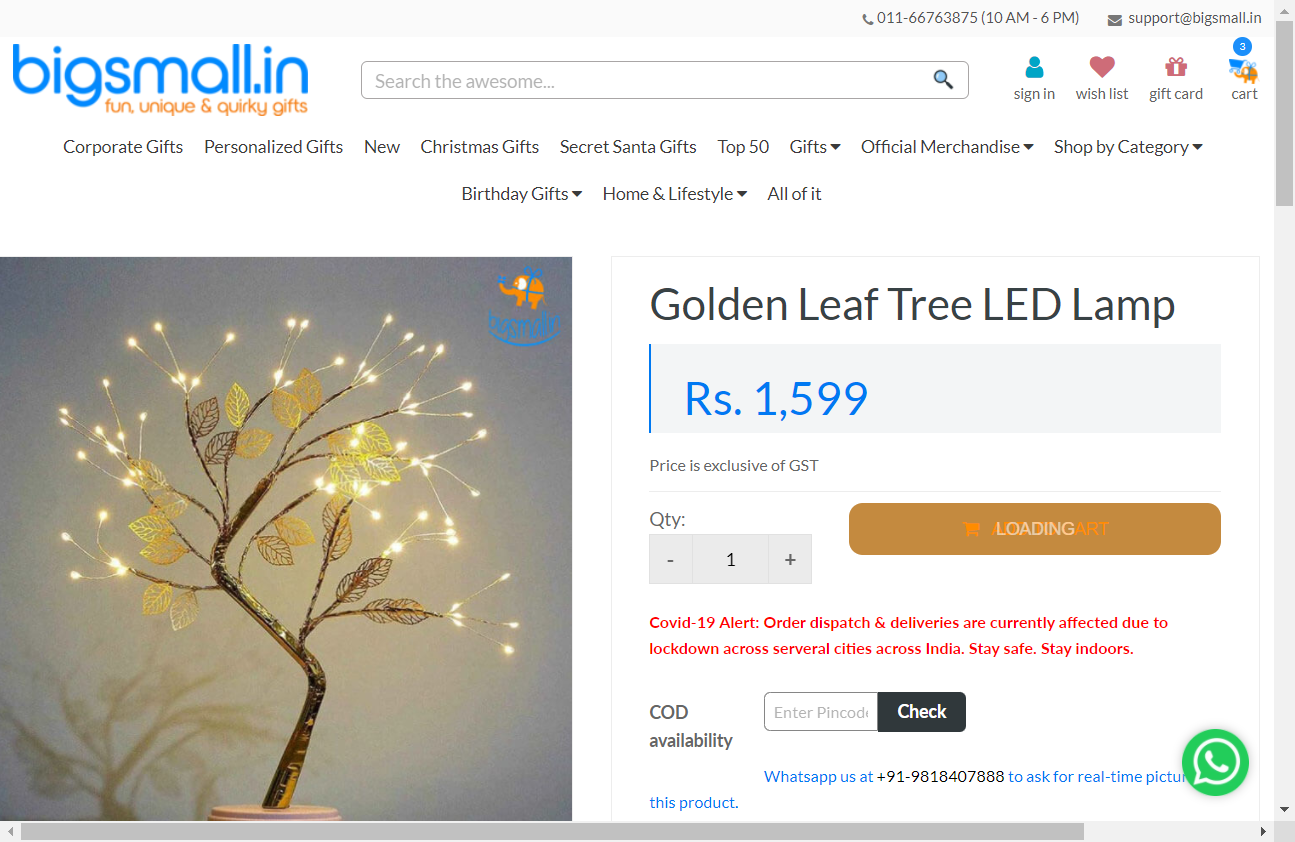 011-66763875 (10 AM - 6 PM) support@bigsmall.in
bigsmall.in
fun, unique & quirky gifts
Search the awesome...
3
sign in wish list gift card cart
Corporate Gifts Personalized Gifts New Christmas Gifts Secret Santa Gifts Top 50 Gifts Official Merchandise Shop by Category
Birthday Gifts Home & Lifestyle All of it
bigsmall.in
Golden Leaf Tree LED Lamp
Rs. 1,599
Price is exclusive of GST
Qty:
- 1 +
LOADING
Covid-19 Alert: Order dispatch & deliveries are currently affected due to
lockdown across serveral cities across India. Stay safe. Stay indoors.
COD
availability
Enter Pincode
Check
Whatsapp us at +91-9818407888 to ask for real-time pictu
this product.